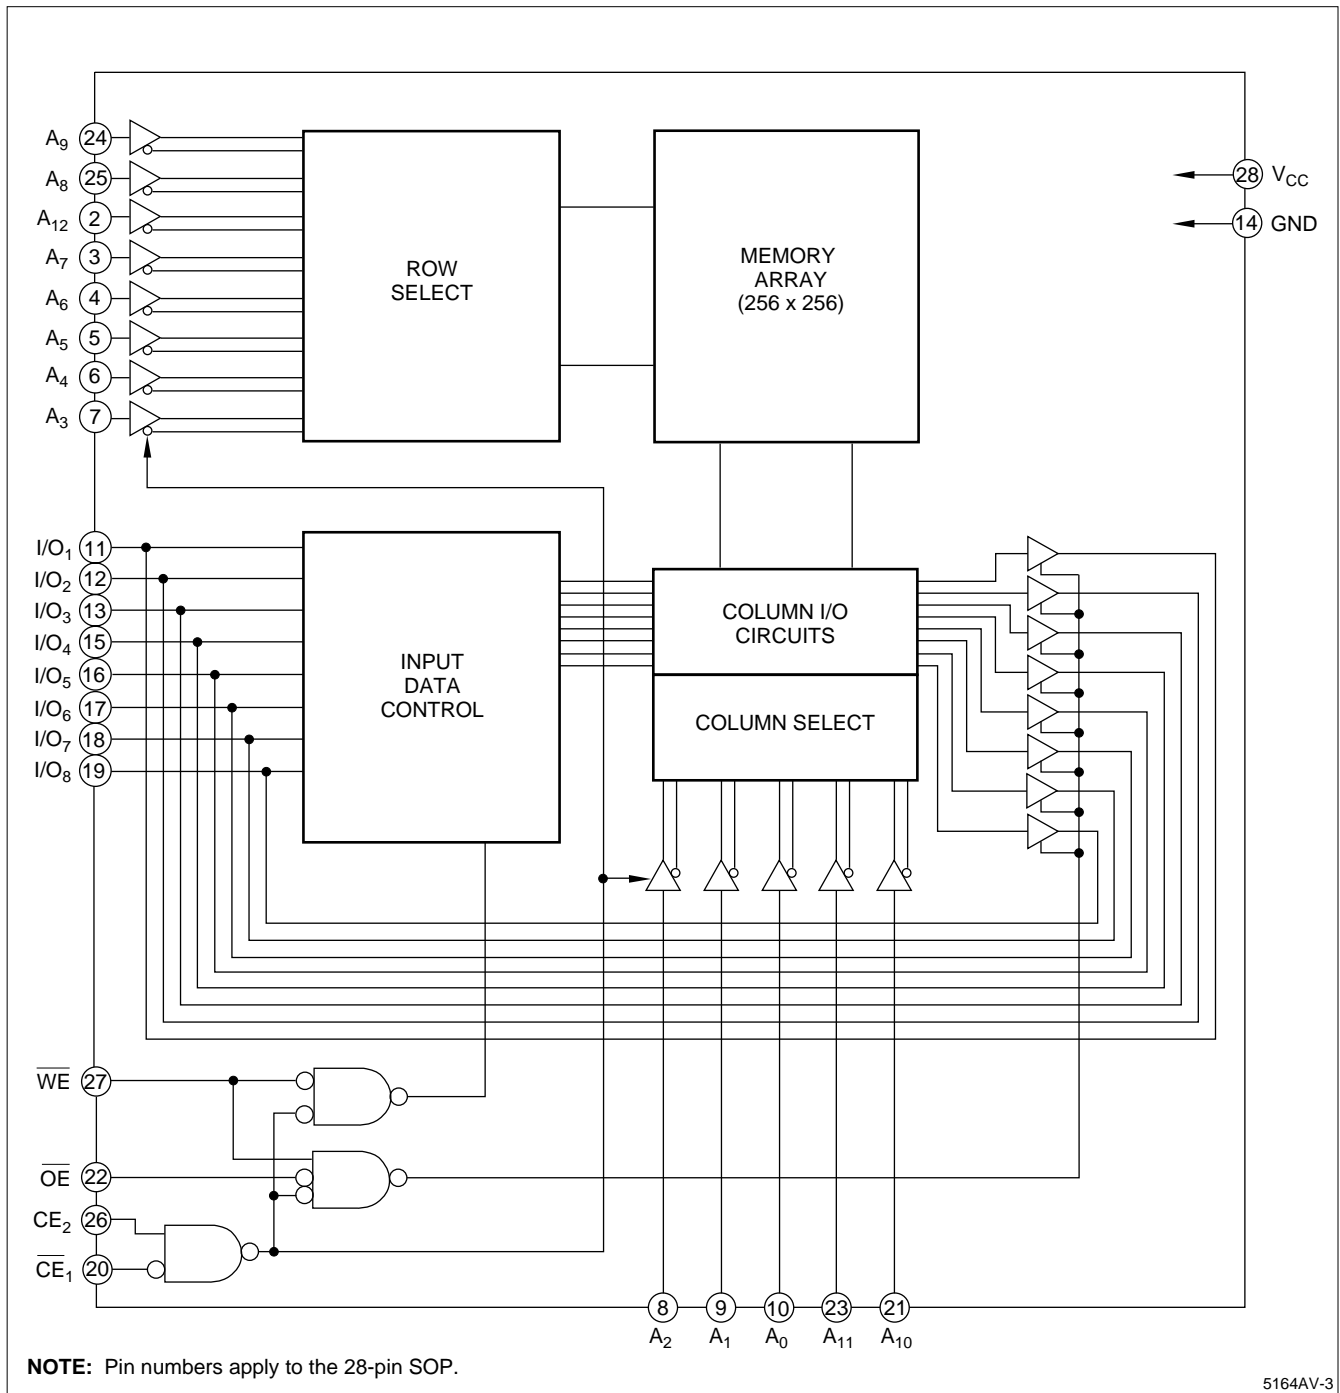 A9 24
A8 25
A12 2
A7 3
A6 4
A5 5
A4 6
A3 7
ROW
SELECT
MEMORY
ARRAY
(256 x 256)
28 VCC
14 GND
I/O1 11
I/O2 12
I/O3 13
I/O4 15
I/O5 16
I/O6 17
I/O7 18
I/O8 19
INPUT
DATA
CONTROL
COLUMN I/O
CIRCUITS
COLUMN SELECT
W̅E̅ 27
O̅E̅ 22
CE2 26
C̅E̅1 20
8 9 10 23 21
A2 A1 A0 A11 A10
NOTE: Pin numbers apply to the 28-pin SOP.
5164AV-3